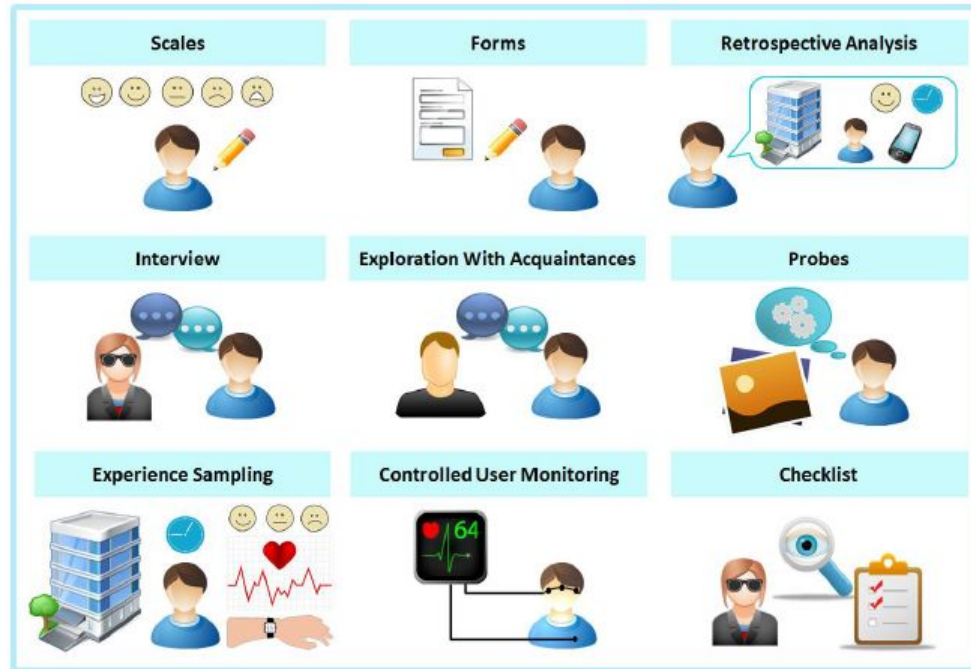 Scales
Forms
Retrospective Analysis
Interview
Exploration With Acquaintances
Probes
Experience Sampling
Controlled User Monitoring
Checklist
64